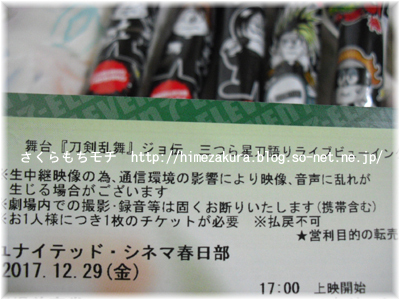 舞台『刀剣乱舞』ジョ伝 三つら星刀語りライブビューイング
さくらもちモチ http://himezakura.blog.so-net.ne.jp/
※生中継映像の為、通信環境の影響により映像、音声に乱れが
生じる場合がございます
※劇場内での撮影・録音等は固くお断りいたします(携帯含む)
※お1人様につき1枚のチケットが必要 ※払戻不可
★営利目的の転売
ユナイテッド・シネマ春日部
2017.12.29(金)
17:00 上映開始